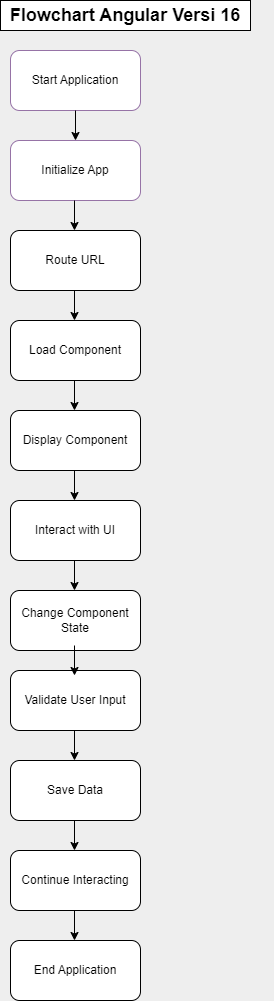 Flowchart Angular Versi 16
Start Application
Initialize App
Route URL
Load Component
Display Component
Interact with UI
Change Component
State
Validate User Input
Save Data
Continue Interacting
End Application